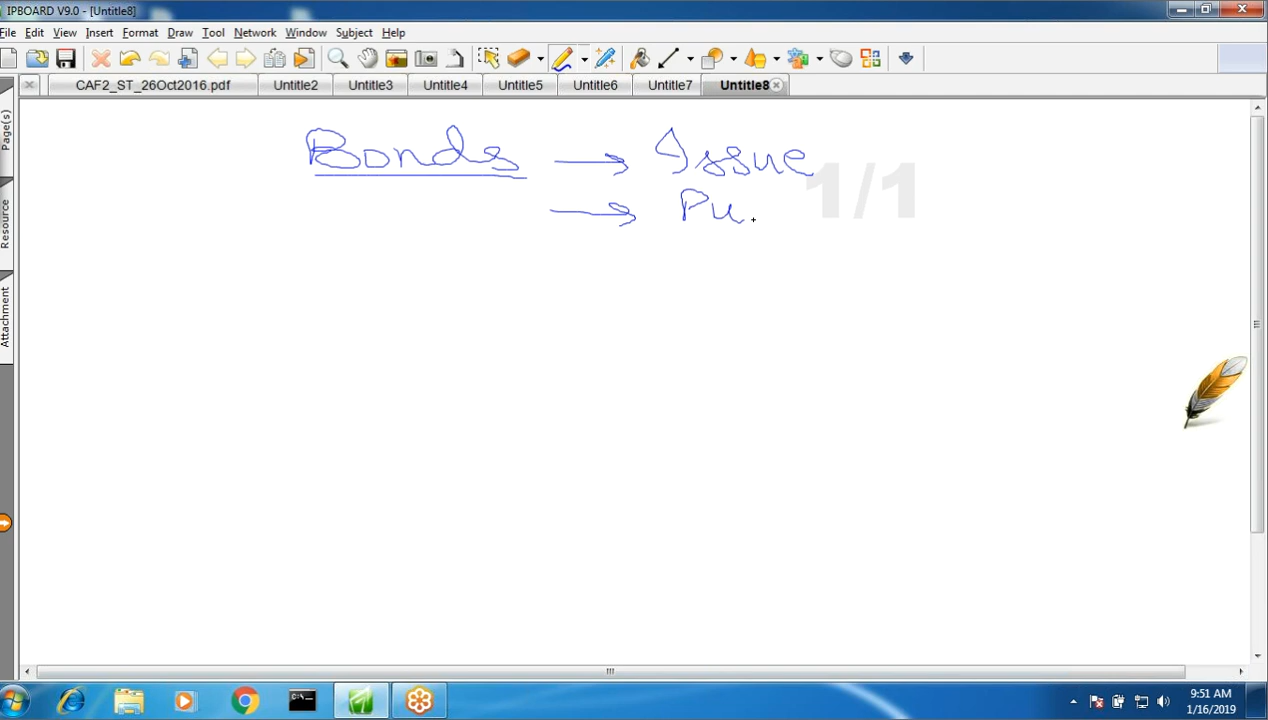 IPBOARD V9.0 - [Untitle8]
File Edit View Insert Format Draw Tool Network Window Subject Help
CAF2_ST_26Oct2016.pdf Untitle2 Untitle3 Untitle4 Untitle5 Untitle6 Untitle7 Untitle8
Page(s)
Resource
Attachment
Bonds → Issue
1/1
→ Pu
9:51 AM
1/16/2019